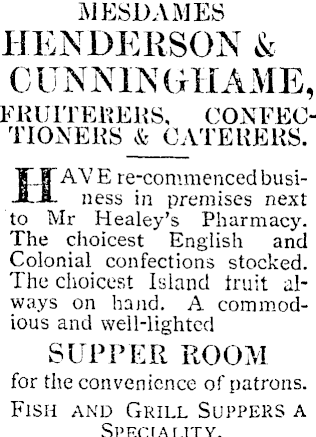 MESDAMES
HENDERSON &
CUNNINGHAME,
FRUITERERS, CONFEC-
TIONERS & CATERERS.
HAVE re-commenced busi-
ness in premises next
to Mr Healey's Pharmacy.
The choicest English and
Colonial confections stocked.
The choicest Island fruit al-
ways on hand. A commod-
ious and well-lighted
SUPPER ROOM
for the convenience of patrons.
FISH AND GRILL SUPPERS A
SPECIALITY.